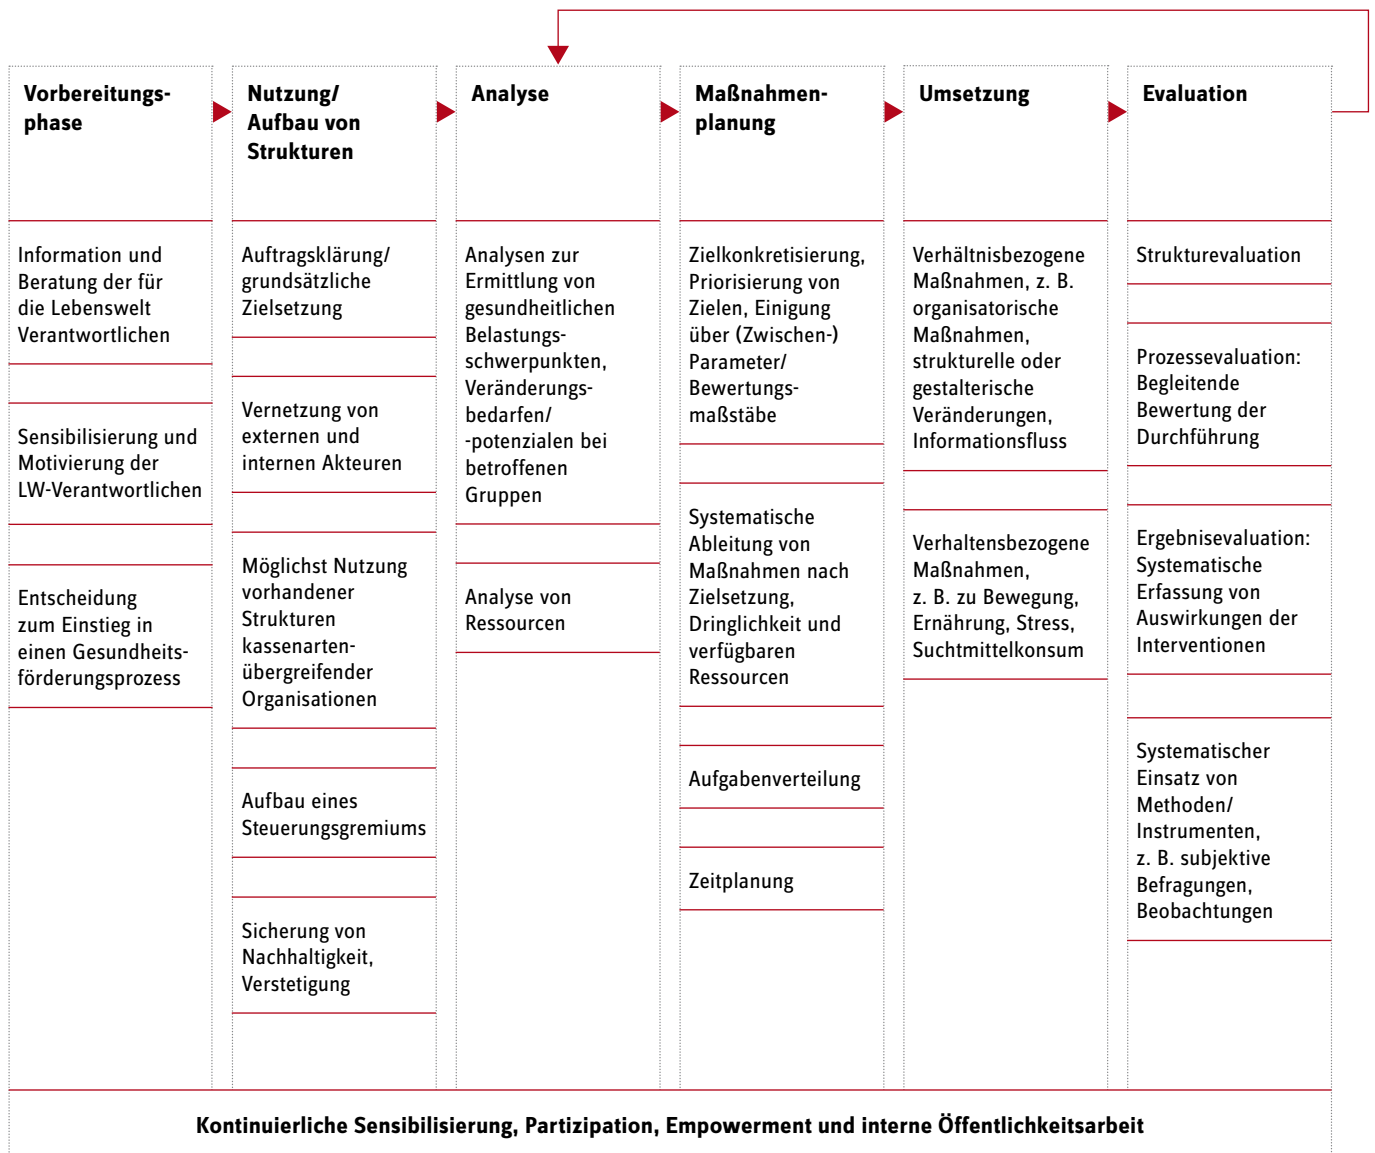 Vorbereitungs-
phase
Information und
Beratung der für
die Lebenswelt
Verantwortlichen
Sensibilisierung und
Motivierung der
LW-Verantwortlichen
Entscheidung
zum Einstieg in
einen Gesundheits-
förderungsprozess
Nutzung/
Aufbau von
Strukturen
Auftragsklärung/
grundsätzliche
Zielsetzung
Vernetzung von
externen und
internen Akteuren
Möglichst Nutzung
vorhandener
Strukturen
kassenarten-
übergreifender
Organisationen
Aufbau eines
Steuerungsgremiums
Sicherung von
Nachhaltigkeit,
Verstetigung
Analyse
Analysen zur
Ermittlung von
gesundheitlichen
Belastungs-
schwerpunkten,
Veränderungs-
bedarfen/
-potenzialen bei
betroffenen
Gruppen
Analyse von
Ressourcen
Maßnahmen-
planung
Zielkonkretisierung,
Priorisierung von
Zielen, Einigung
über (Zwischen-)
Parameter/
Bewertungs-
maßstäbe
Systematische
Ableitung von
Maßnahmen nach
Zielsetzung,
Dringlichkeit und
verfügbaren
Ressourcen
Aufgabenverteilung
Zeitplanung
Umsetzung
Verhältnisbezogene
Maßnahmen, z. B.
organisatorische
Maßnahmen,
strukturelle oder
gestalterische
Veränderungen,
Informationsfluss
Verhaltensbezogene
Maßnahmen,
z. B. zu Bewegung,
Ernährung, Stress,
Suchtmittelkonsum
Evaluation
Strukturevaluation
Prozessevaluation:
Begleitende
Bewertung der
Durchführung
Ergebnisevaluation:
Systematische
Erfassung von
Auswirkungen der
Interventionen
Systematischer
Einsatz von
Methoden/
Instrumenten,
z. B. subjektive
Befragungen,
Beobachtungen
Kontinuierliche Sensibilisierung, Partizipation, Empowerment und interne Öffentlichkeitsarbeit